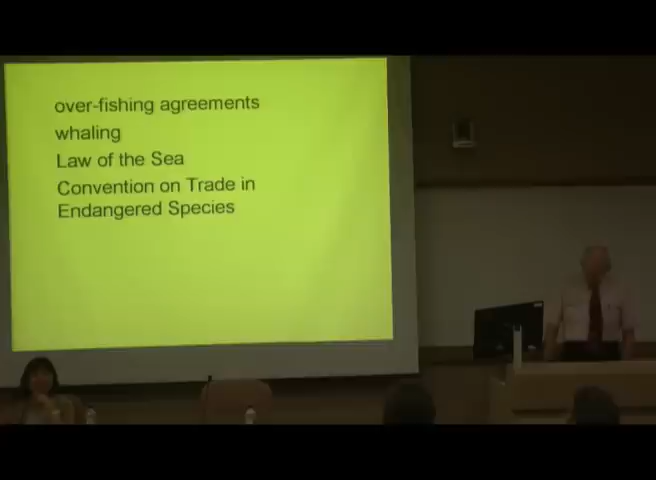 over-fishing agreements
whaling
Law of the Sea
Convention on Trade in
Endangered Species